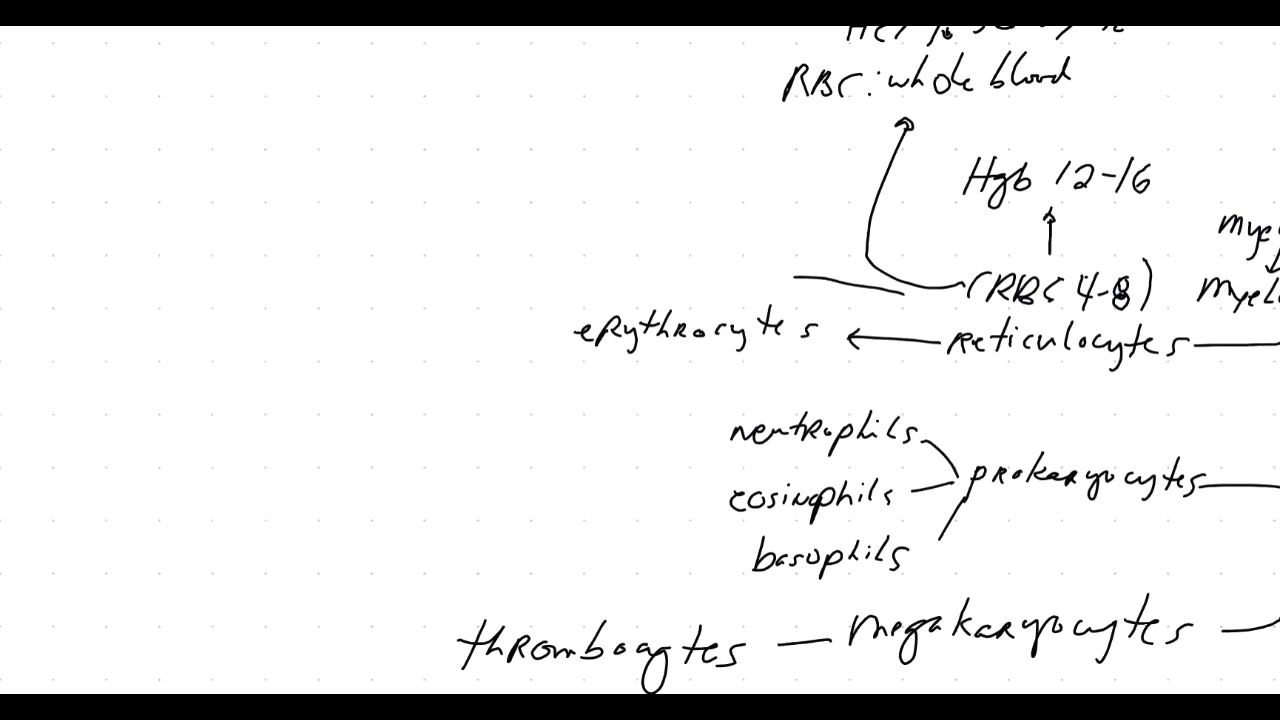 RBC: whole blood
Hgb 12-16
(RBC 4-8)
erythrocytes
reticulocytes
neutrophils
prokaryocytes
eosinophils
basophils
megakaryocytes
thrombocytes